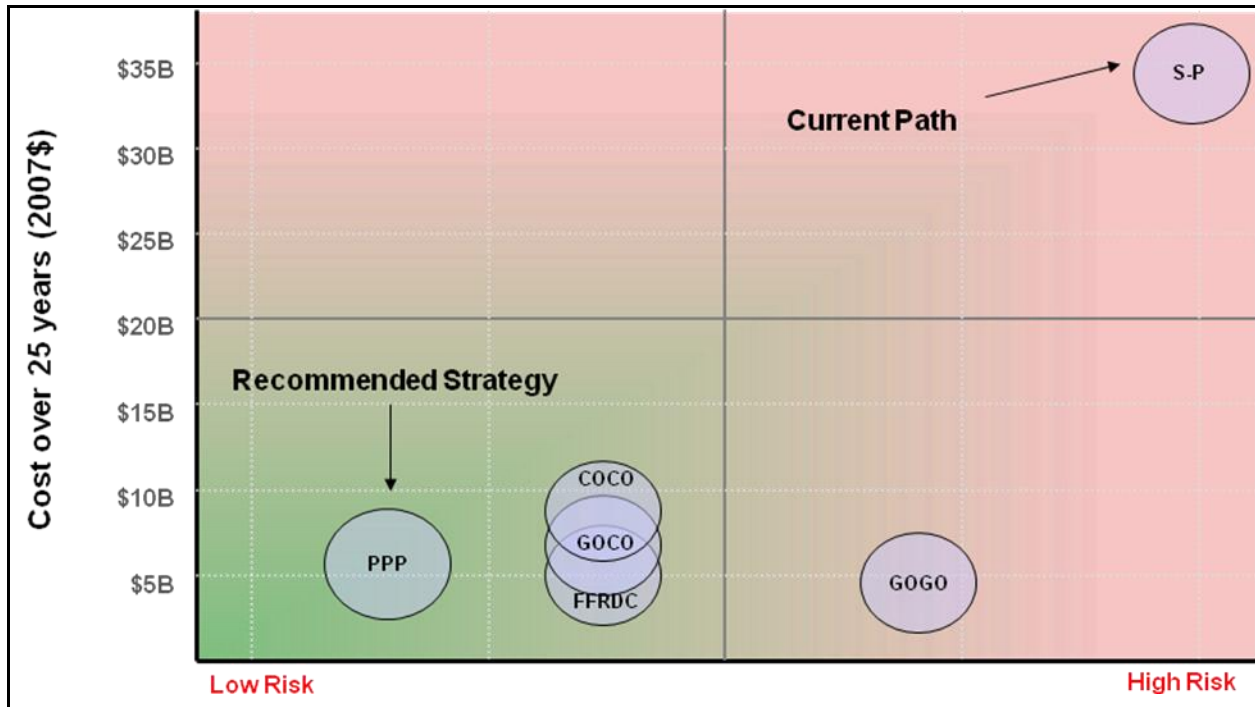 Cost over 25 years (2007$)
$35B
$30B
$25B
$20B
$15B
$10B
$5B
S-P
Current Path
Recommended Strategy
COCO
GOCO
FFRDC
PPP
GOGO
Low Risk
High Risk